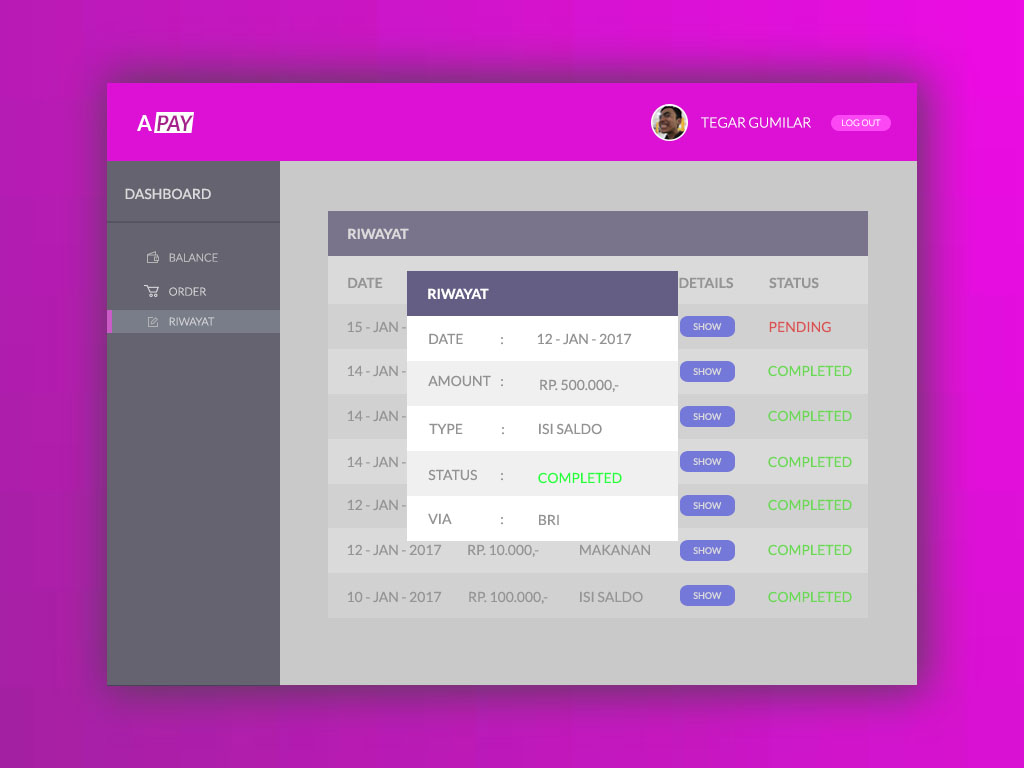 A PAY
TEGAR GUMILAR
LOG OUT
DASHBOARD
BALANCE
ORDER
RIWAYAT
RIWAYAT
DATE DETAILS STATUS
15 - JAN - SHOW PENDING
14 - JAN - SHOW COMPLETED
14 - JAN - SHOW COMPLETED
14 - JAN - SHOW COMPLETED
12 - JAN - SHOW COMPLETED
12 - JAN - 2017 RP. 10.000,- MAKANAN SHOW COMPLETED
10 - JAN - 2017 RP. 100.000,- ISI SALDO SHOW COMPLETED
RIWAYAT
DATE : 12 - JAN - 2017
AMOUNT : RP. 500.000,-
TYPE : ISI SALDO
STATUS : COMPLETED
VIA : BRI